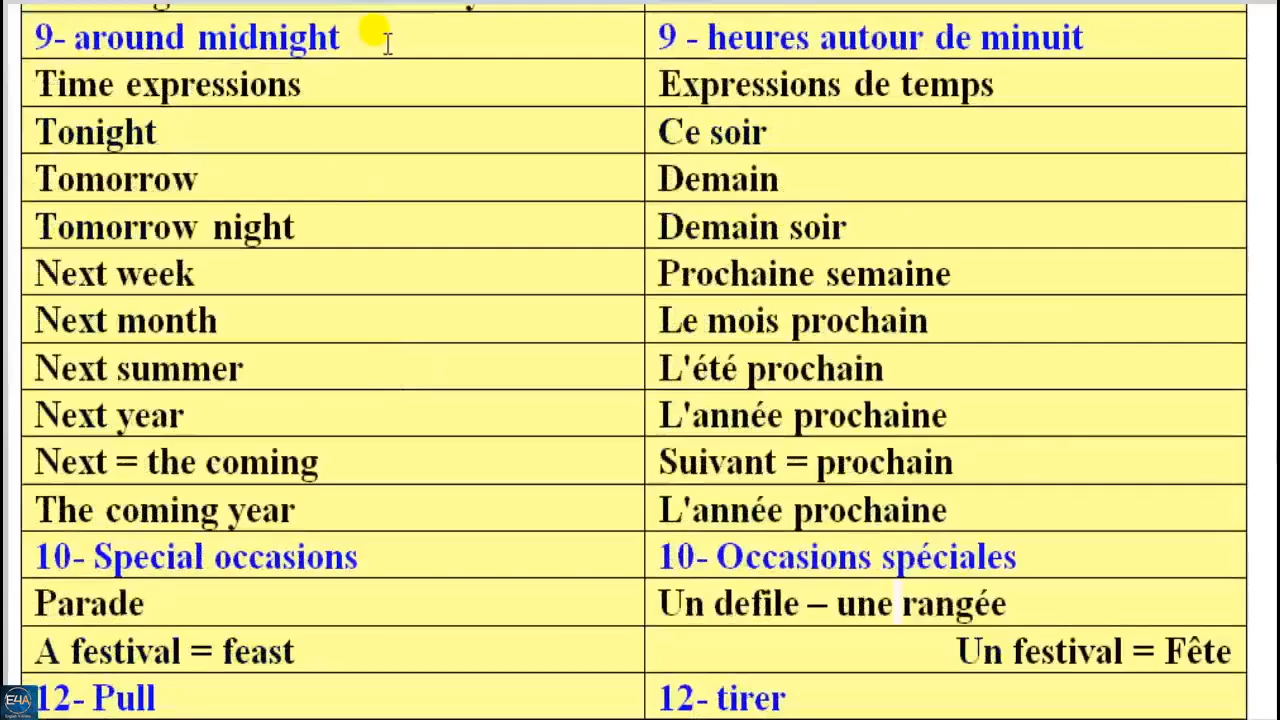 9- around midnight 9 - heures autour de minuit
Time expressions Expressions de temps
Tonight Ce soir
Tomorrow Demain
Tomorrow night Demain soir
Next week Prochaine semaine
Next month Le mois prochain
Next summer L'été prochain
Next year L'année prochaine
Next = the coming Suivant = prochain
The coming year L'année prochaine
10- Special occasions 10- Occasions spéciales
Parade Un defile – une rangée
A festival = feast Un festival = Fête
12- Pull 12- tirer
E4A